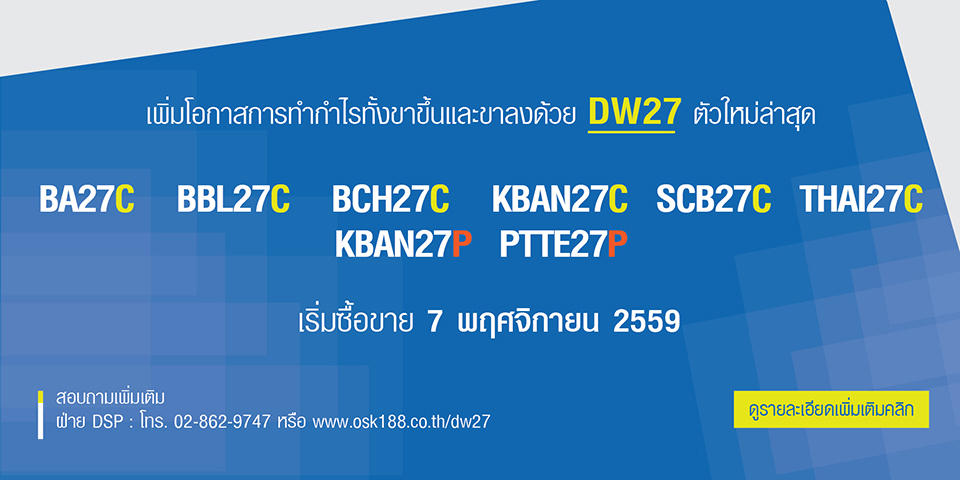 เพิ่มโอกาสการทำกำไรทั้งขาขึ้นและขาลงด้วย DW27 ตัวใหม่ล่าสุด
BA27C BBL27C BCH27C KBAN27C SCB27C THAI27C
KBAN27P PTTE27P
เริ่มซื้อขาย 7 พฤศจิกายน 2559
สอบถามเพิ่มเติม
ฝ่าย DSP : โทร. 02-862-9747 หรือ www.osk188.co.th/dw27
ดูรายละเอียดเพิ่มเติมคลิก